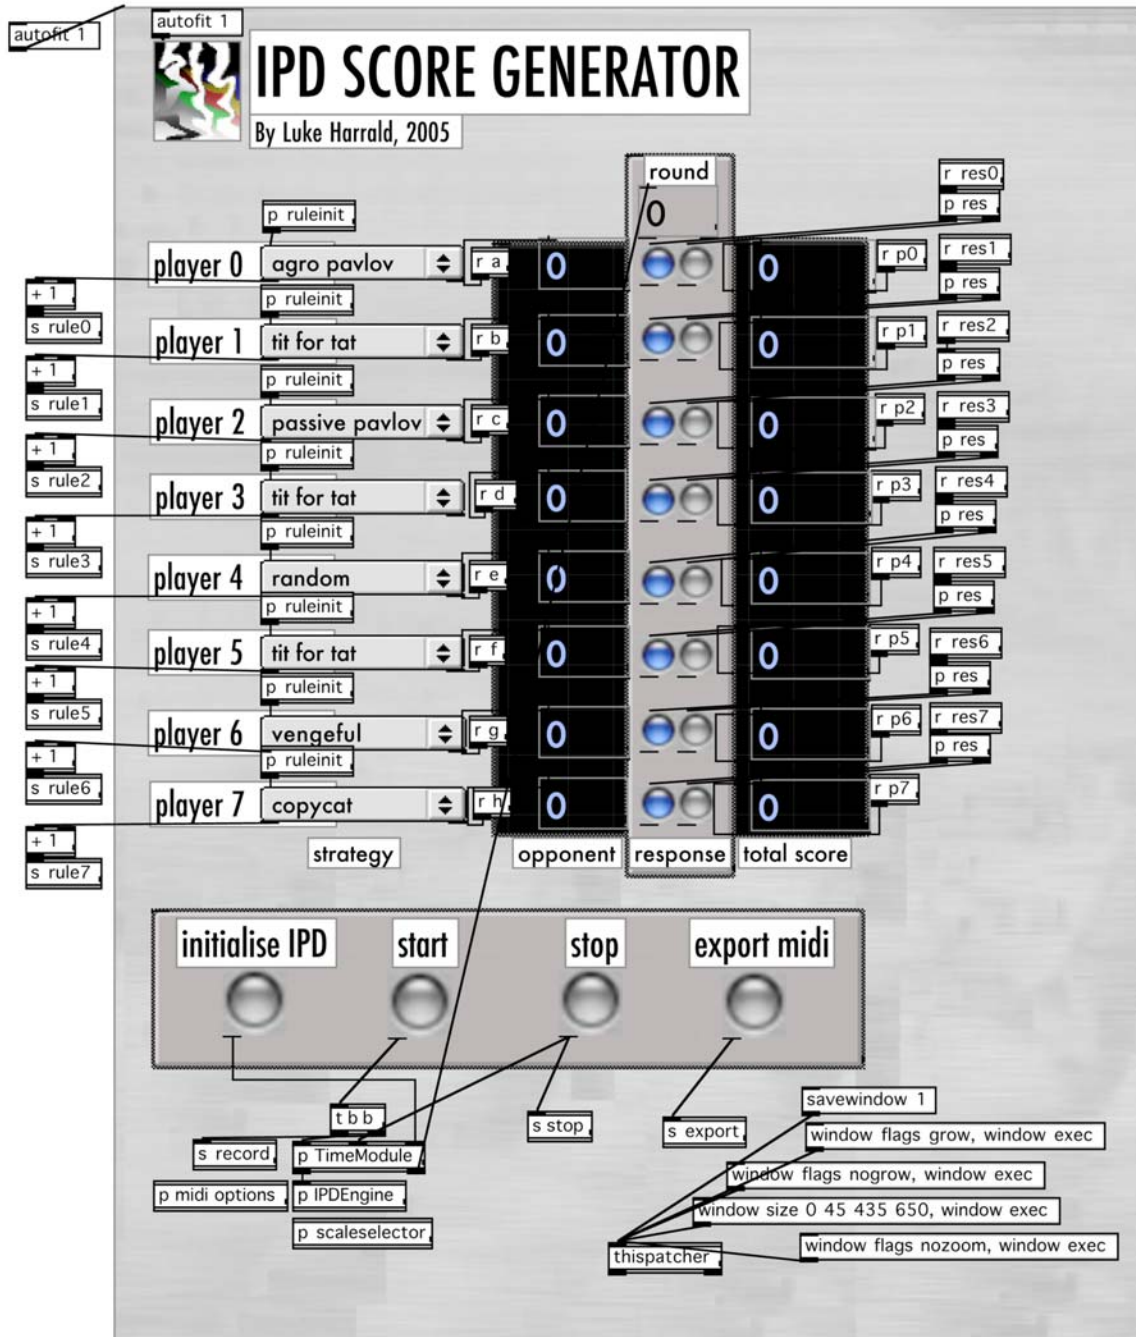 autofit 1
autofit 1
IPD SCORE GENERATOR
By Luke Harrald, 2005
round
0
r res0
p res
p ruleinit
player 0
agro pavlov
r a
0
0
r p0
r res1
p res
+ 1
s rule0
p ruleinit
player 1
tit for tat
r b
0
0
r p1
r res2
p res
+ 1
s rule1
p ruleinit
player 2
passive pavlov
r c
0
0
r p2
r res3
p res
+ 1
s rule2
p ruleinit
player 3
tit for tat
r d
0
0
r p3
r res4
p res
+ 1
s rule3
p ruleinit
player 4
random
r e
0
0
r p4
r res5
p res
+ 1
s rule4
p ruleinit
player 5
tit for tat
r f
0
0
r p5
r res6
p res
+ 1
s rule5
p ruleinit
player 6
vengeful
r g
0
0
r p6
r res7
p res
+ 1
s rule6
p ruleinit
player 7
copycat
r h
0
0
r p7
+ 1
s rule7
strategy
opponent
response
total score
initialise IPD
start
stop
export midi
t b b
s record
p TimeModule
p midi options
p IPDEngine
p scaleselector
s stop
s export
savewindow 1
window flags grow, window exec
window flags nogrow, window exec
window size 0 45 435 650, window exec
window flags nozoom, window exec
thispatcher